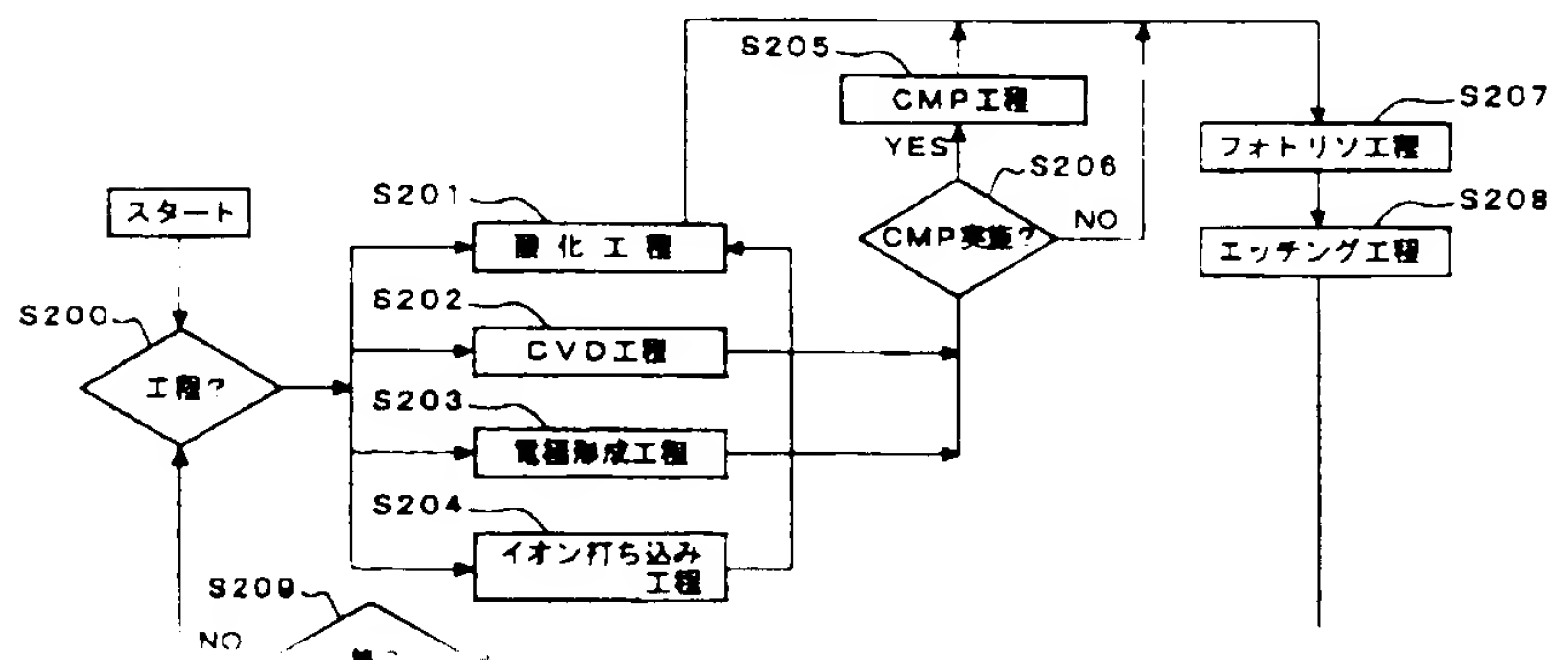 スタート
S200
工程?
S201
酸化工程
S202
CVD工程
S203
電極形成工程
S204
イオン打ち込み
工程
S205
CMP工程
YES
S206
CMP実施?
NO
S207
フォトリソ工程
S208
エッチング工程
S209
NO